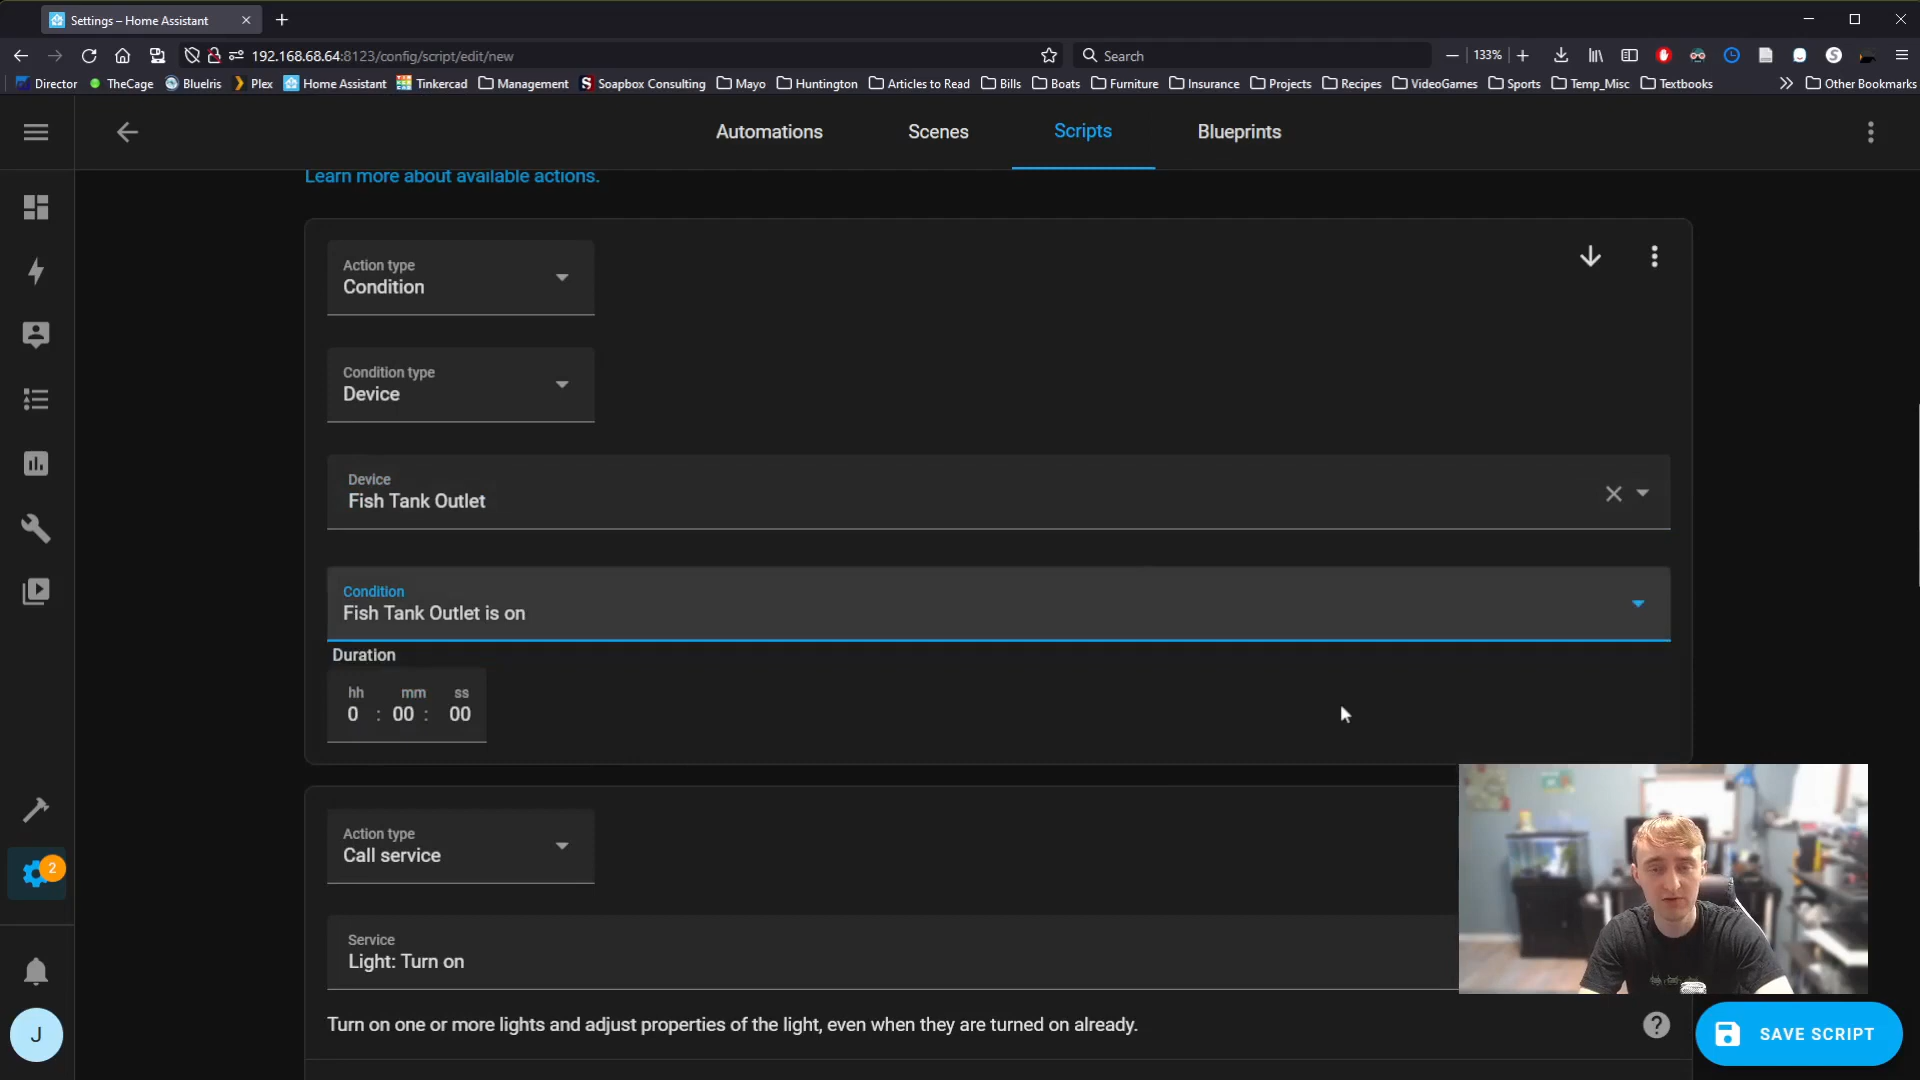 Settings – Home Assistant
192.168.68.64:8123/config/script/edit/new
Search
133%
Director
TheCage
BlueIris
Plex
Home Assistant
Tinkercad
Management
Soapbox Consulting
Mayo
Huntington
Articles to Read
Bills
Boats
Furniture
Insurance
Projects
Recipes
VideoGames
Sports
Temp_Misc
Textbooks
Other Bookmarks
Automations
Scenes
Scripts
Blueprints
Learn more about available actions.
Action type
Condition
Condition type
Device
Device
Fish Tank Outlet
Condition
Fish Tank Outlet is on
Duration
hh mm ss
0 : 00 : 00
Action type
Call service
2
Service
Light: Turn on
Turn on one or more lights and adjust properties of the light, even when they are turned on already.
J
SAVE SCRIPT